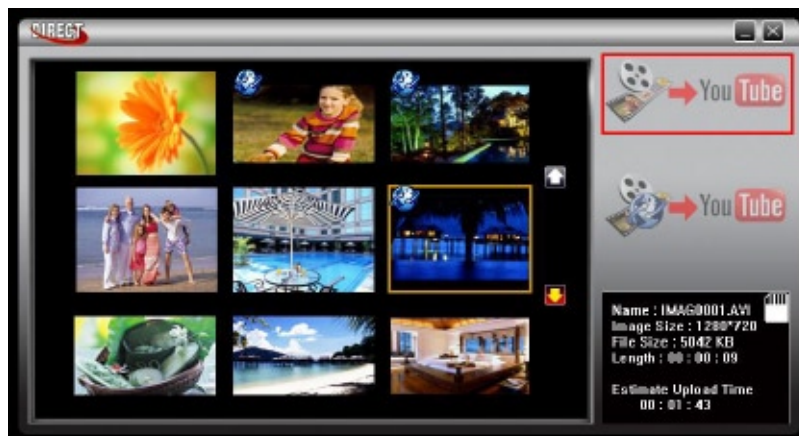 DIRECT
You Tube
You Tube
Name : IMAG0001.AVI
Image Size : 1280*720
File Size : 5042 KB
Length : 00 : 00 : 09
Estimate Upload Time
00 : 01 : 43